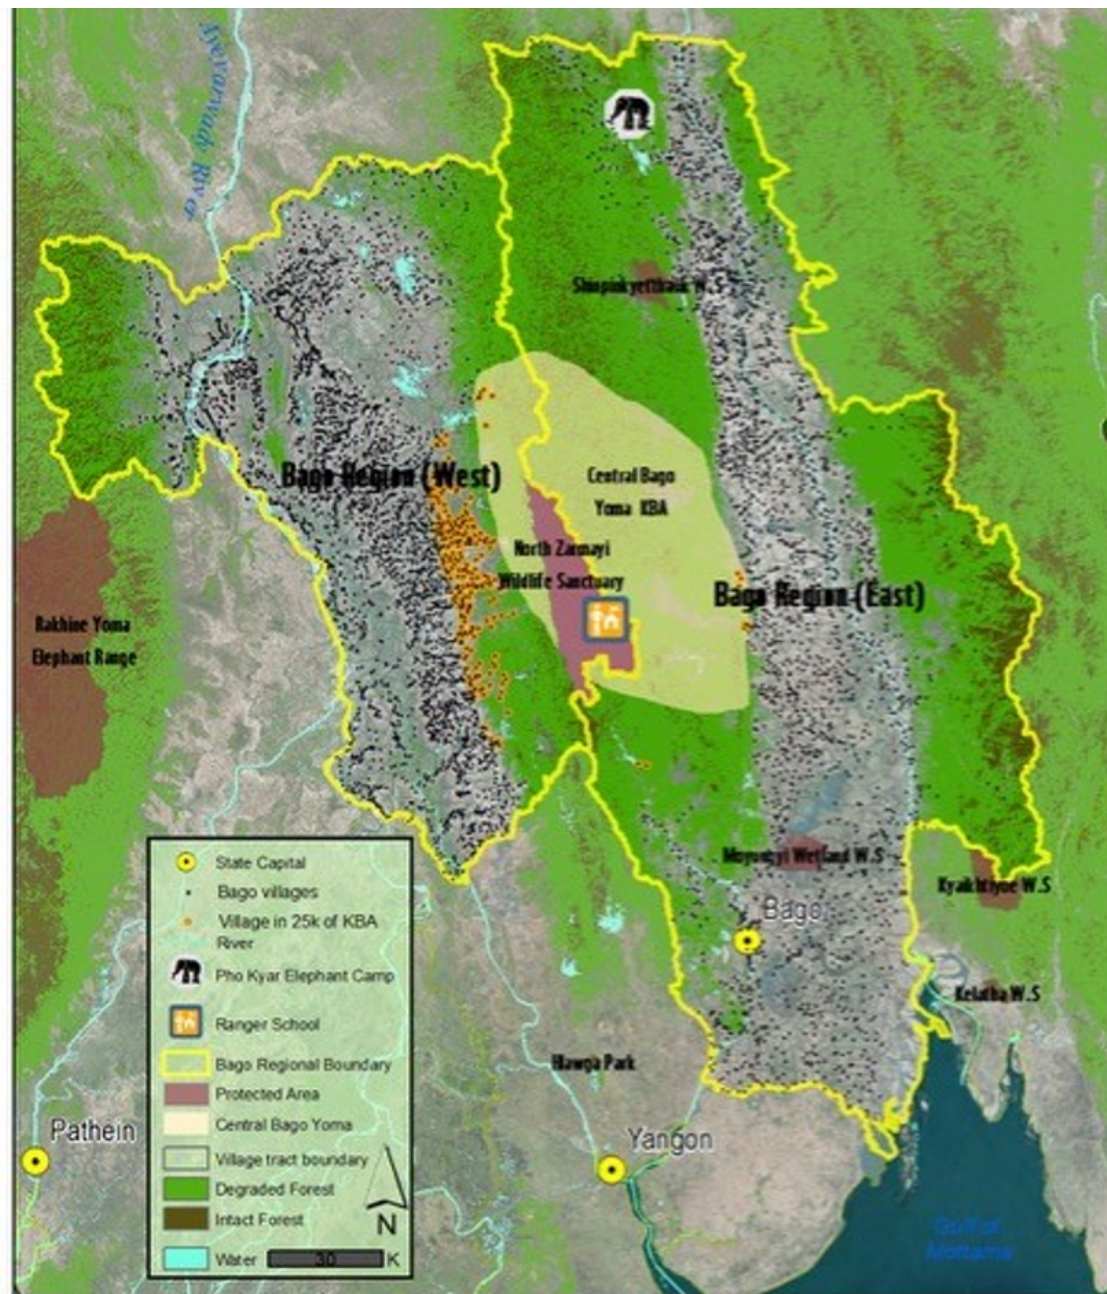 Ayeyarwady River
Shinpinkyetthauk W.S
Bago Region (West)
Central Bago
Yoma KBA
North Zarmayi
Wildlife Sanctuary
Bago Region (East)
Rakhine Yoma
Elephant Range
Moyungyi Wetland W.S
Kyaikhtiyoe W.S
Bago
Kelatha W.S
Hlawga Park
Pathein
Yangon
Gulf of
Mottama
State Capital
Bago villages
Village in 25k of KBA
River
Pho Kyar Elephant Camp
Ranger School
Bago Regional Boundary
Protected Area
Central Bago Yoma
Village tract boundary
Degraded Forest
Intact Forest
N
Water 30 K